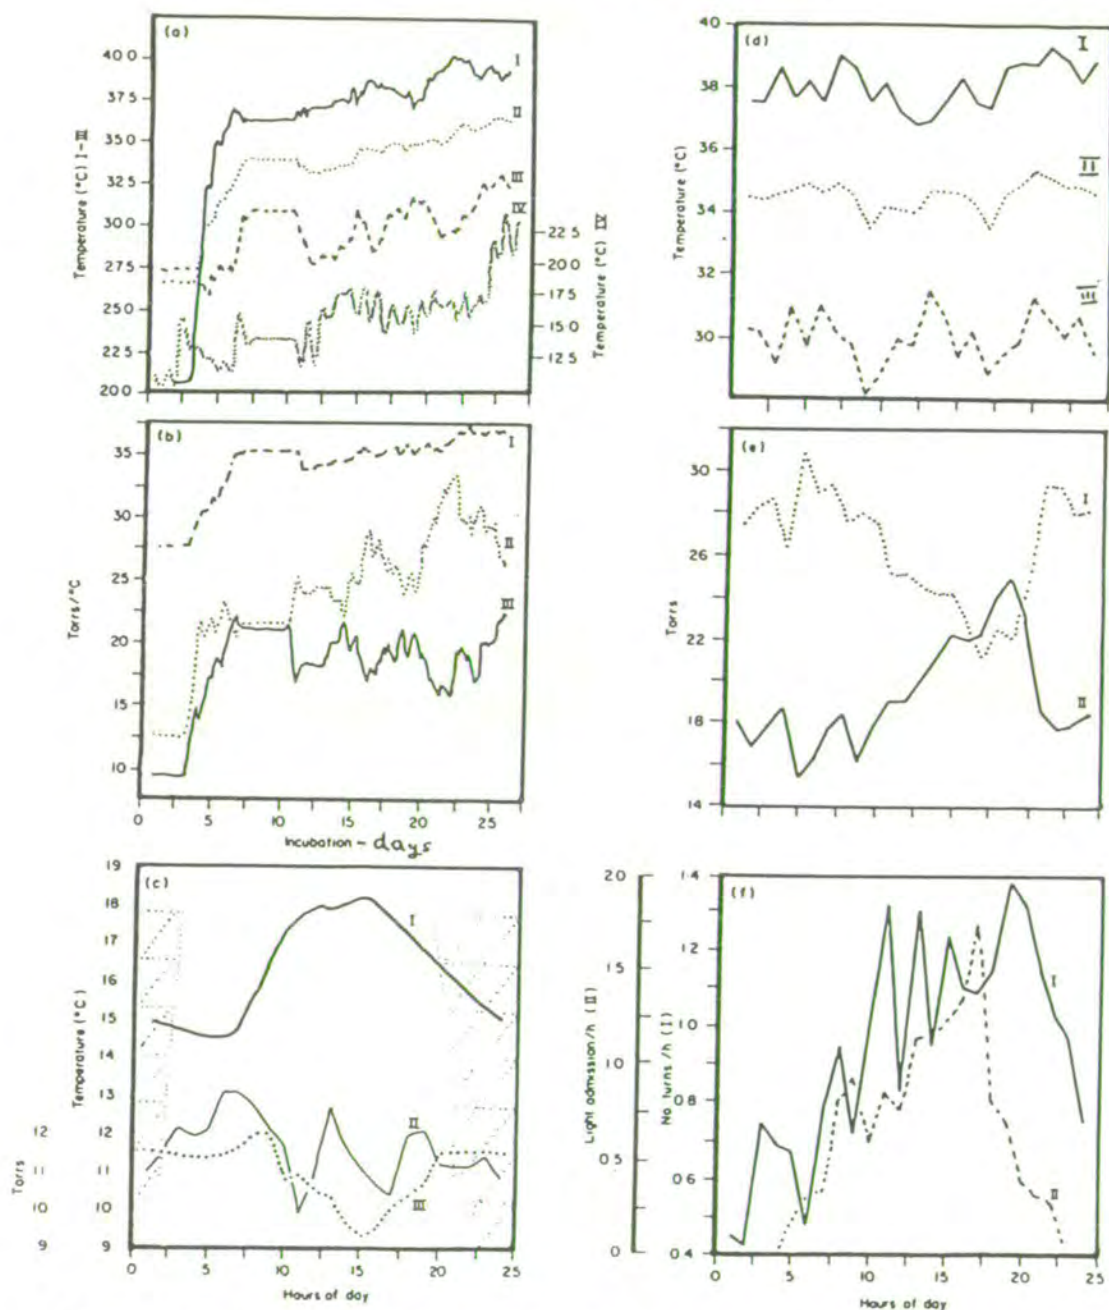 (a)
Temperature (°C) I-III
40.0
37.5
35.0
32.5
30.0
27.5
25.0
22.5
20.0
I
II
III
IV
22.5
20.0
17.5
15.0
12.5
Temperature (°C) IV
(b)
Torrs/°C
35
30
25
20
15
10
I
II
III
0 5 10 15 20 25
Incubation - days
(c)
Temperature (°C)
19
18
17
16
15
14
13
12
11
10
9
Torrs
12
11
10
9
I
II
III
0 5 10 15 20 25
Hours of day
(d)
Temperature (°C)
40
38
36
34
32
30
I
II
III
(e)
Torrs
30
26
22
18
14
I
II
(f)
Light admission/h (II)
2.0
1.5
1.0
0.5
0
No. turns/h (I)
1.4
1.2
1.0
0.8
0.6
0.4
I
II
0 5 10 15 20 25
Hours of day